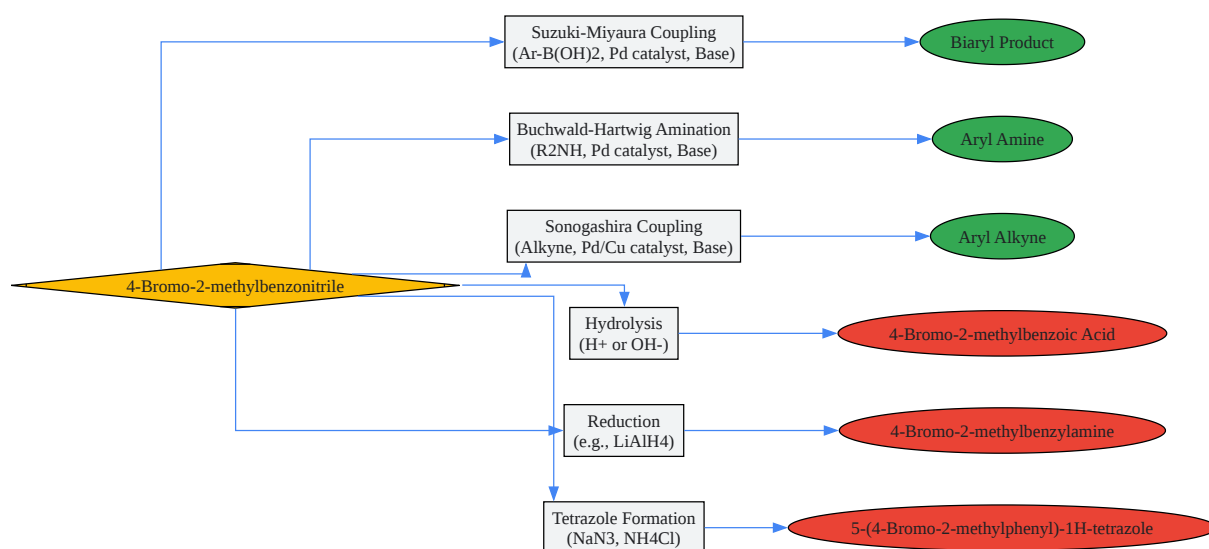 Suzuki-Miyaura Coupling
(Ar-B(OH)2, Pd catalyst, Base)
Biaryl Product
Buchwald-Hartwig Amination
(R2NH, Pd catalyst, Base)
Aryl Amine
Sonogashira Coupling
(Alkyne, Pd/Cu catalyst, Base)
Aryl Alkyne
4-Bromo-2-methylbenzonitrile
Hydrolysis
(H+ or OH-)
4-Bromo-2-methylbenzoic Acid
Reduction
(e.g., LiAlH4)
4-Bromo-2-methylbenzylamine
Tetrazole Formation
(NaN3, NH4Cl)
5-(4-Bromo-2-methylphenyl)-1H-tetrazole